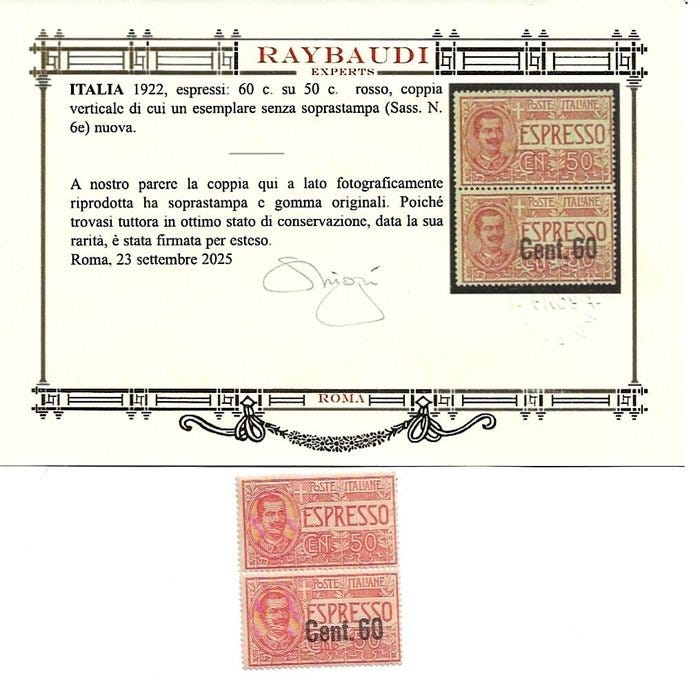 RAYBAUDI
EXPERTS
ITALIA 1922, espressi: 60 c. su 50 c. rosso, coppia
verticale di cui un esemplare senza soprastampa (Sass. N.
6e) nuova.
A nostro parere la coppia qui a lato fotograficamente
riprodotta ha soprastampa e gomma originali. Poiché
trovasi tuttora in ottimo stato di conservazione, data la sua
rarità, è stata firmata per esteso.
Roma, 23 settembre 2025
POSTE ITALIANE
ESPRESSO
CENT. 50
POSTE ITALIANE
ESPRESSO
Cent. 60
ROMA
POSTE ITALIANE
ESPRESSO
CENT. 50
POSTE ITALIANE
ESPRESSO
Cent. 60